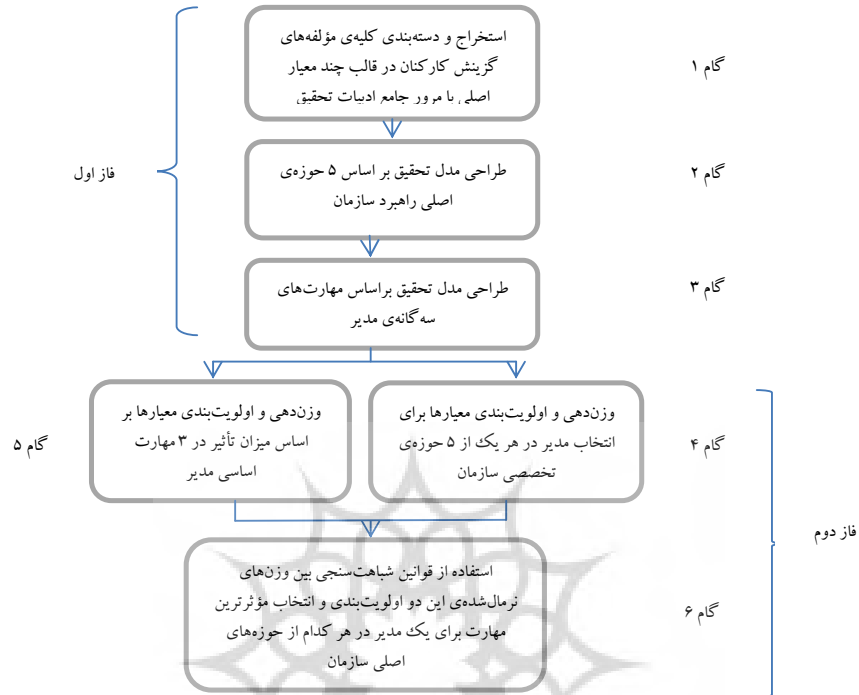 استخراج و دسته‌بندی کلیه‌ی مؤلفه‌های
گزینش کارکنان در قالب چند معیار
اصلی با مرور جامع ادبیات تحقیق
گام ۱
فاز اول
طراحی مدل تحقیق بر اساس ۵ حوزه‌ی
اصلی راهبرد سازمان
گام ۲
طراحی مدل تحقیق براساس مهارت‌های
سه گانه‌ی مدیر
گام ۳
وزن‌دهی و اولویت‌بندی معیارها برای
انتخاب مدیر در هر یک از ۵ حوزه‌ی
تخصصی سازمان
گام ۴
وزن‌دهی و اولویت‌بندی معیارها بر
اساس میزان تأثیر در ۳ مهارت
اساسی مدیر
گام ۵
فاز دوم
استفاده از قوانین شباهت‌سنجی بین وزن‌های
نرمال‌شده‌ی این دو اولویت‌بندی و انتخاب مؤثرترین
مهارت برای یک مدیر در هر کدام از حوزه‌های
اصلی سازمان
گام ۶